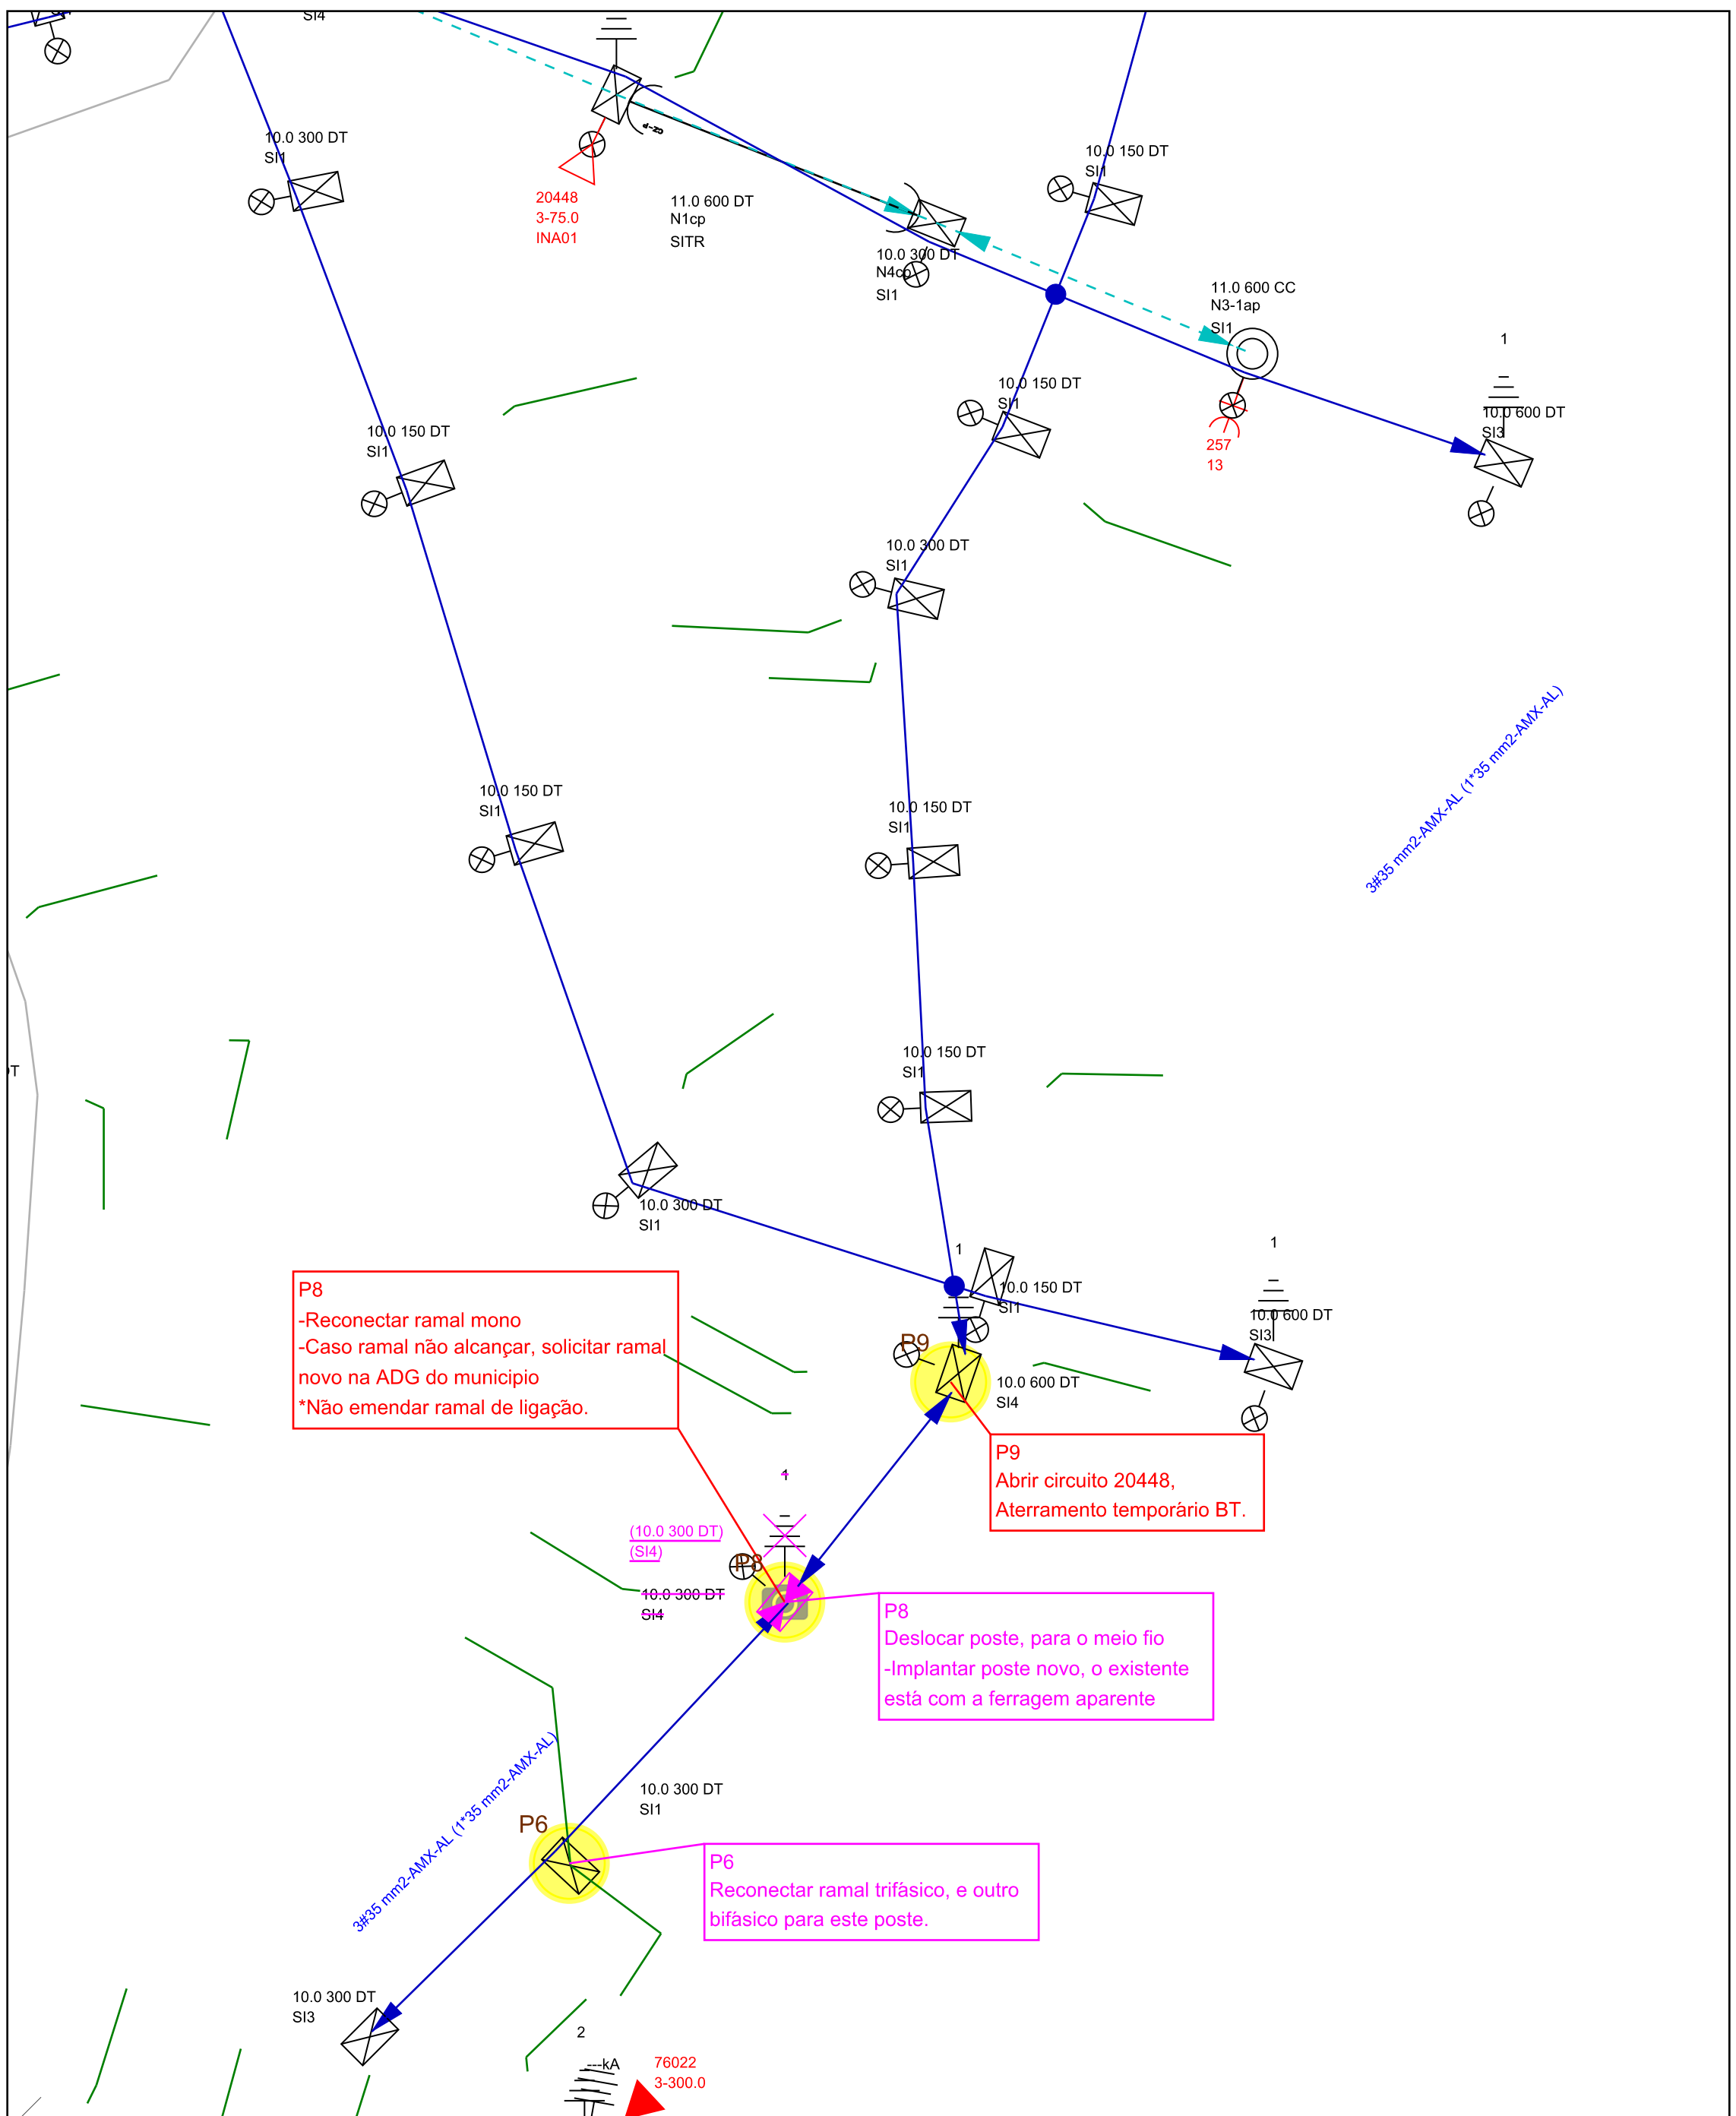 SI4
10.0 300 DT
SI1
20448
3-75.0
INA01
11.0 600 DT
N1cp
SITR
10.0 150 DT
SI1
10.0 300 DT
N4cp
SI1
11.0 600 CC
N3-1ap
SI1
257
13
1
10.0 600 DT
SI3
10.0 150 DT
SI1
10.0 150 DT
SI1
10.0 300 DT
SI1
3#35 mm2-AMX-AL (1*35 mm2-AMX-AL)
10.0 150 DT
SI1
10.0 150 DT
SI1
10.0 150 DT
SI1
10.0 300 DT
SI1
1
10.0 150 DT
SI1
1
10.0 600 DT
SI3
P8
-Reconectar ramal mono
-Caso ramal não alcançar, solicitar ramal
novo na ADG do municipio
*Não emendar ramal de ligação.
P9
10.0 600 DT
SI4
P9
Abrir circuito 20448,
Aterramento temporário BT.
1
(10.0 300 DT)
(SI4)
P8
10.0 300 DT
SI4
P8
Deslocar poste, para o meio fio
-Implantar poste novo, o existente
está com a ferragem aparente
3#35 mm2-AMX-AL (1*35 mm2-AMX-AL)
10.0 300 DT
SI1
P6
P6
Reconectar ramal trifásico, e outro
bifásico para este poste.
10.0 300 DT
SI3
2
---kA
76022
3-300.0